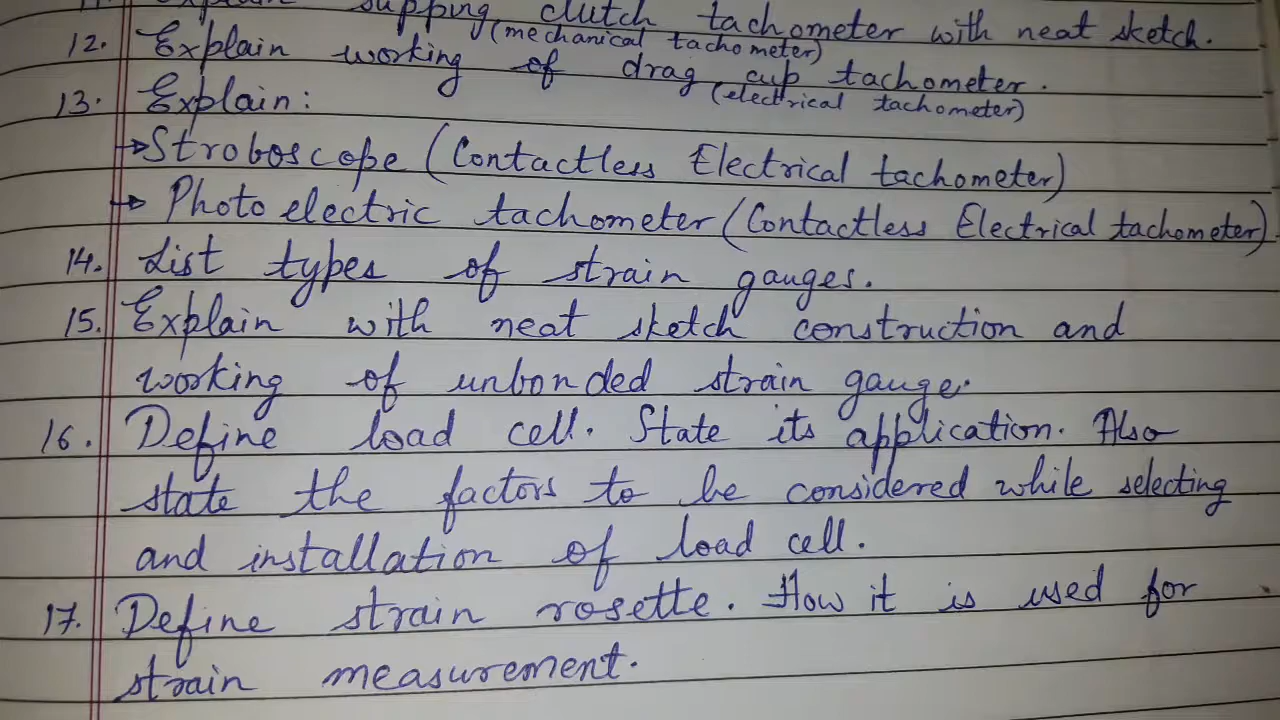 Explain slipping clutch tachometer with neat sketch.
(mechanical tachometer)
12. Explain working of drag cup tachometer.
(electrical tachometer)
13. Explain:
→ Stroboscope (Contactless Electrical tachometer)
→ Photo electric tachometer (Contactless Electrical tachometer)
14. List types of strain gauges.
15. Explain with neat sketch construction and
working of unbonded strain gauge.
16. Define load cell. State its application. Also
state the factors to be considered while selecting
and installation of load cell.
17. Define strain rosette. How it is used for
strain measurement.